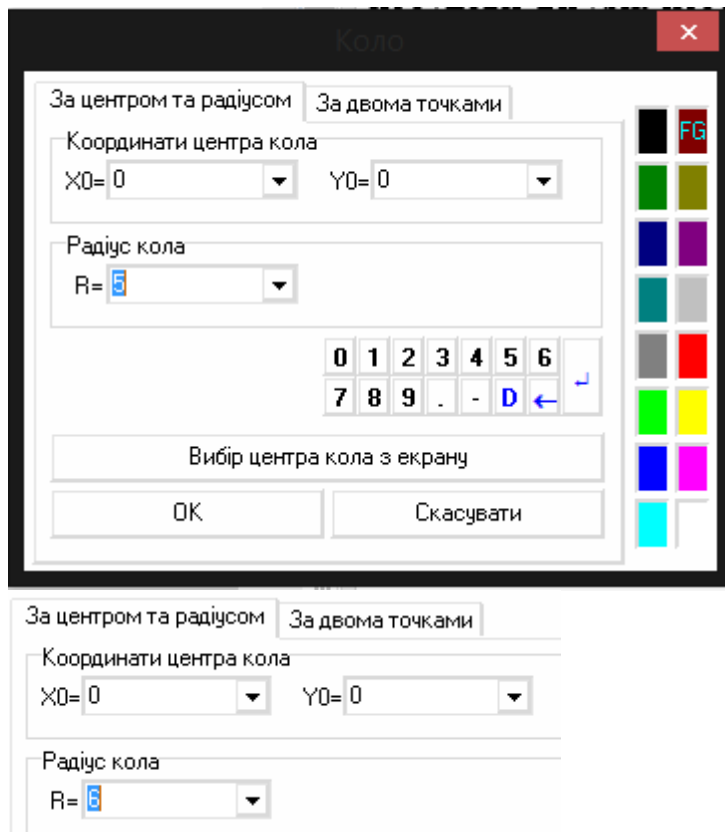 Коло
За центром та радіусом За двома точками
Координати центра кола
X0= 0 Y0= 0
FG
Радіус кола
R= 5
0 1 2 3 4 5 6
7 8 9 . - D ←
Вибір центра кола з екрану
OK Скасувати
За центром та радіусом За двома точками
Координати центра кола
X0= 0 Y0= 0
Радіус кола
R= 6